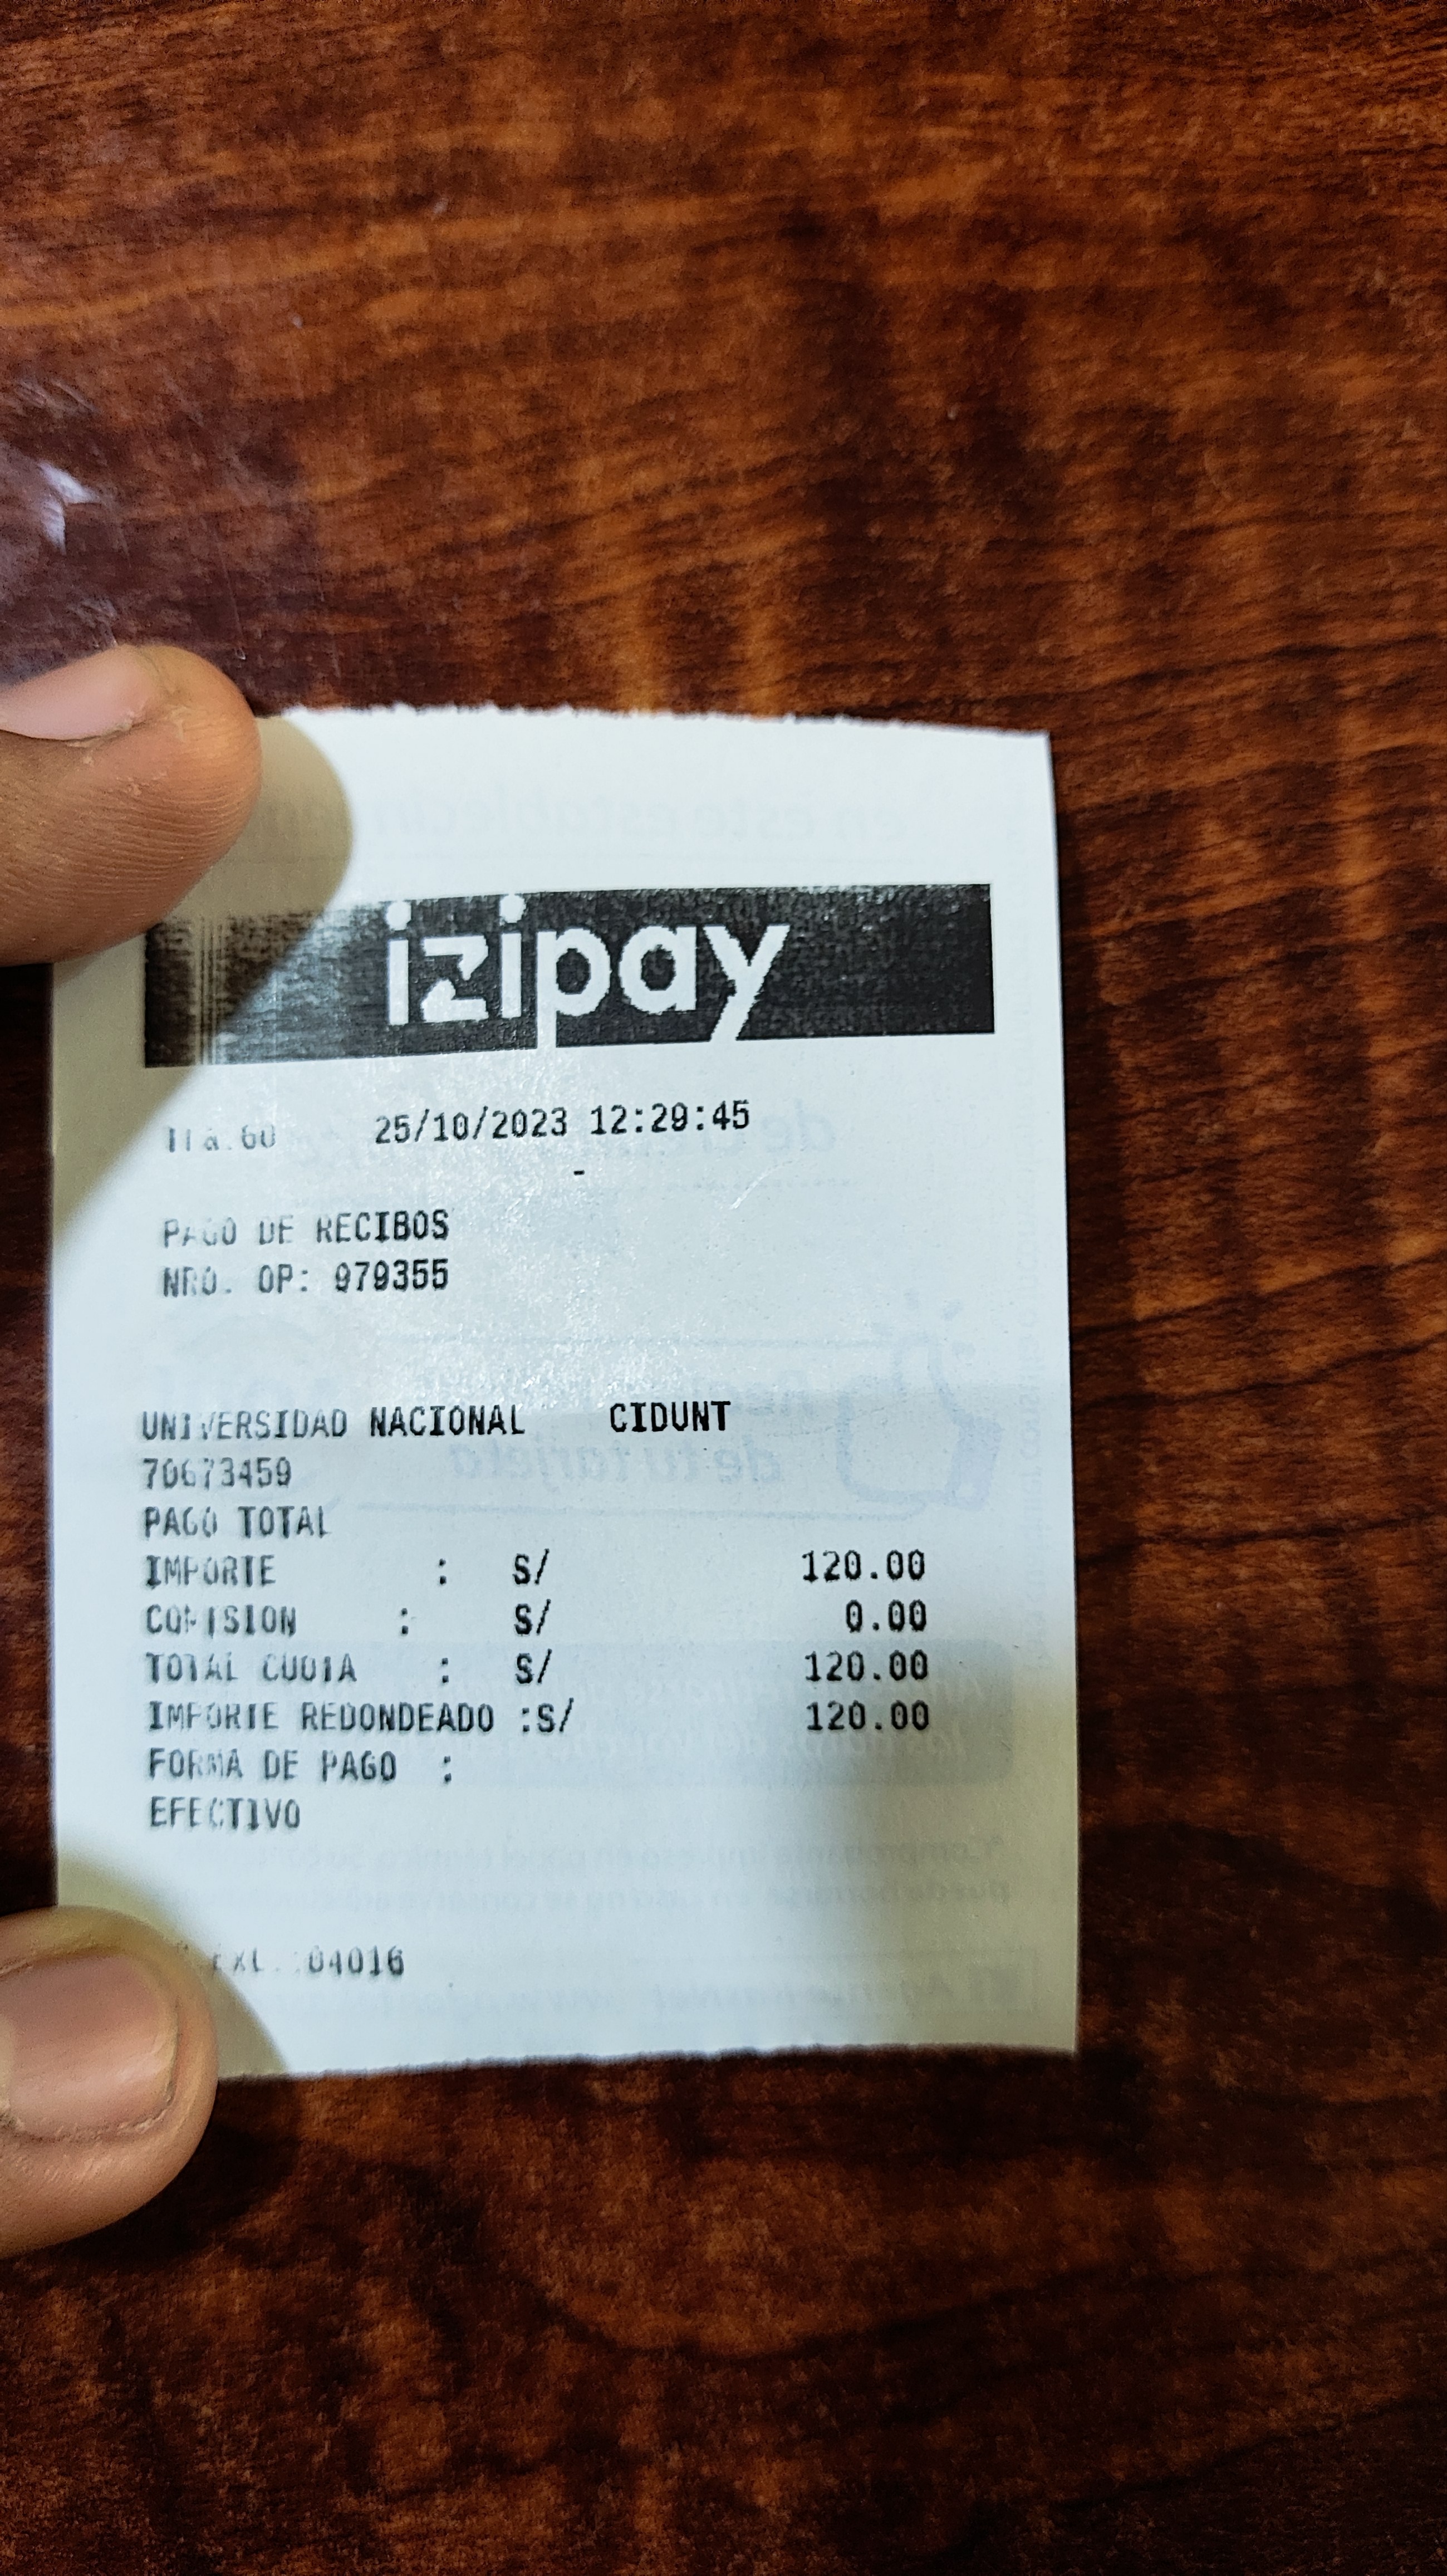 izipay
25/10/2023 12:29:45
-
PAGO DE RECIBOS
NRO. OP: 979355
UNIVERSIDAD NACIONAL CIDUNT
70673459
PAGO TOTAL
IMPORTE : S/ 120.00
COMISION : S/ 0.00
TOTAL CUOTA : S/ 120.00
IMPORTE REDONDEADO :S/ 120.00
FORMA DE PAGO :
EFECTIVO
04016